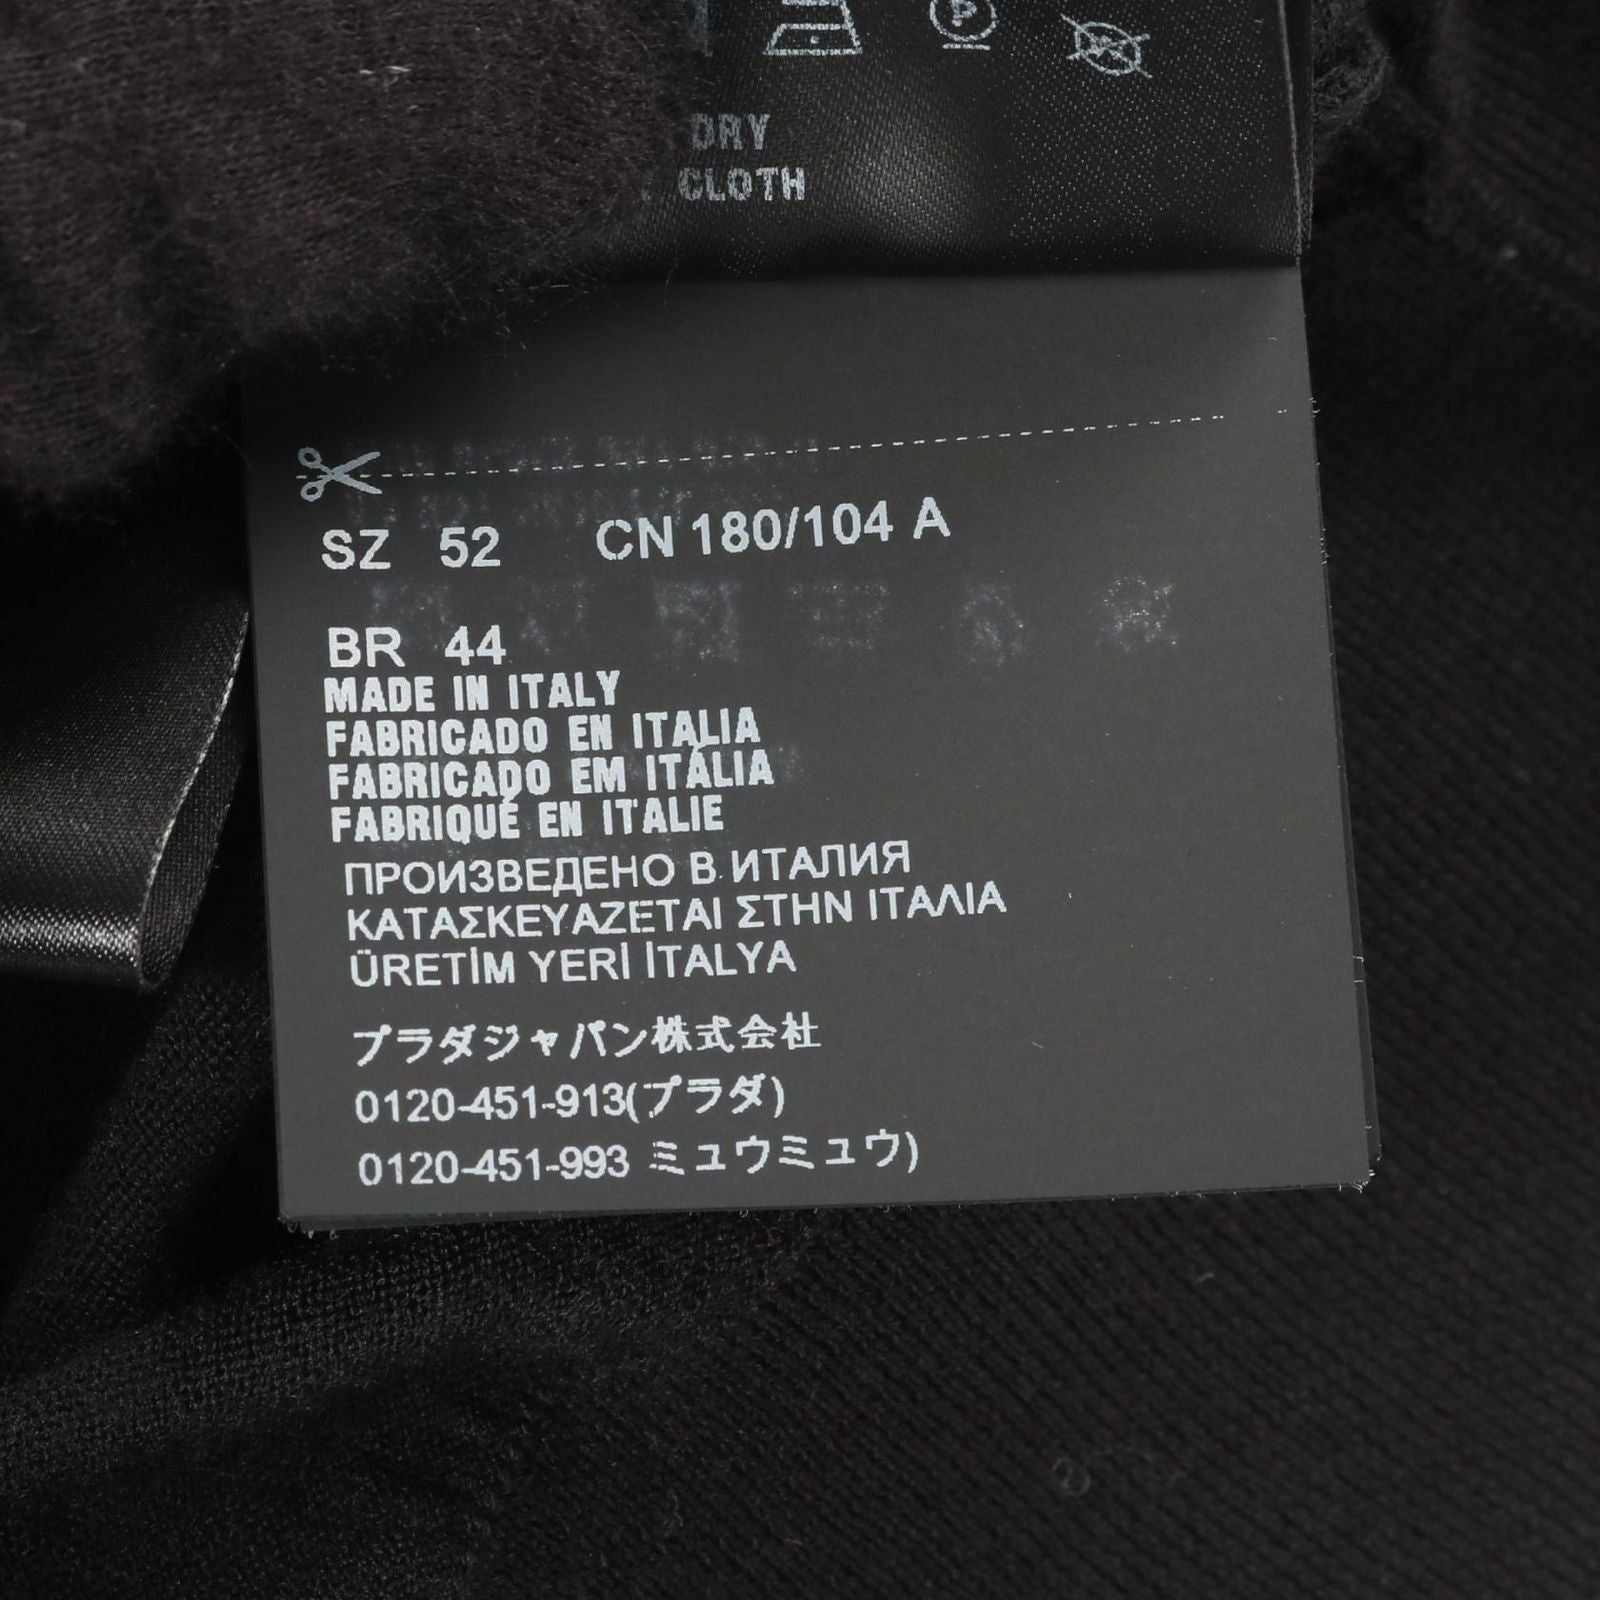 DRY
CLOTH
SZ 52 CN 180/104 A
BR 44
MADE IN ITALY
FABRICADO EN ITALIA
FABRICADO EM ITÁLIA
FABRIQUÉ EN ITALIE
ПРОИЗВЕДЕНО В ИТАЛИЯ
ΚΑΤΑΣΚΕΥΑΖΕΤΑΙ ΣΤΗΝ ΙΤΑΛΙΑ
ÜRETİM YERİ İTALYA
プラダジャパン株式会社
0120-451-913(プラダ)
0120-451-993 ミュウミュウ)